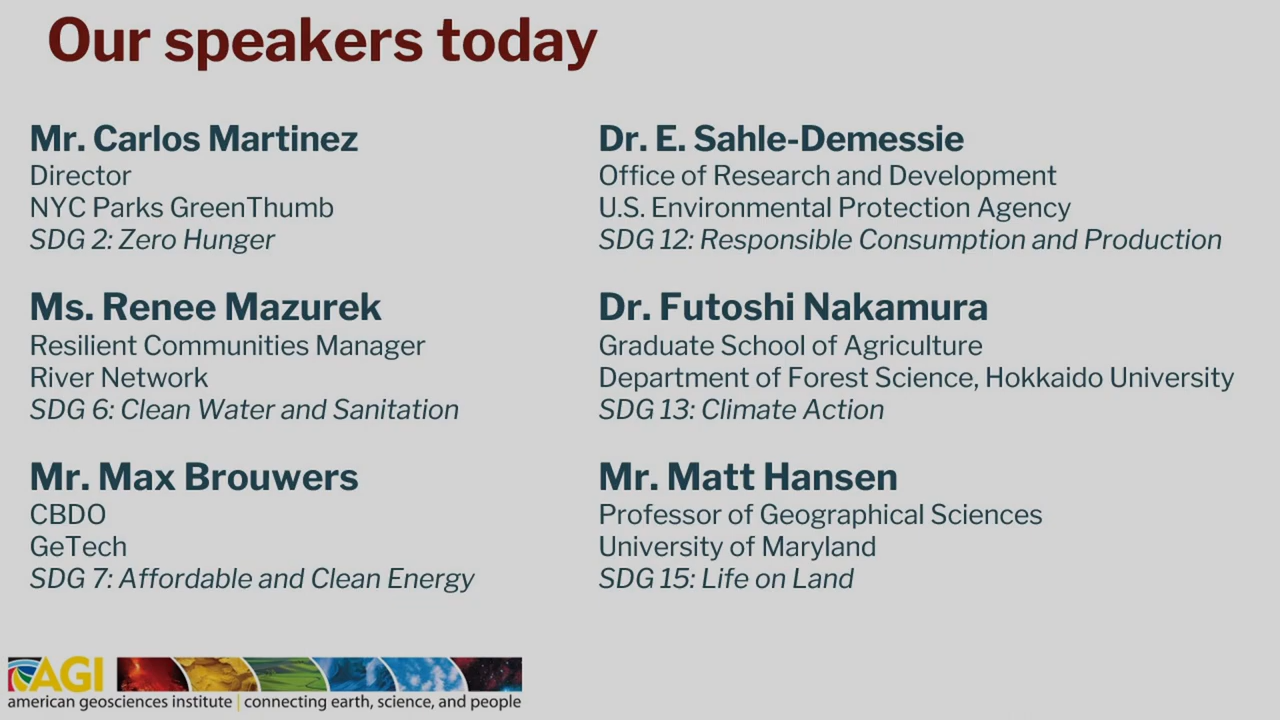 Our speakers today
Mr. Carlos Martinez
Director
NYC Parks GreenThumb
SDG 2: Zero Hunger
Ms. Renee Mazurek
Resilient Communities Manager
River Network
SDG 6: Clean Water and Sanitation
Mr. Max Brouwers
CBDO
GeTech
SDG 7: Affordable and Clean Energy
Dr. E. Sahle-Demessie
Office of Research and Development
U.S. Environmental Protection Agency
SDG 12: Responsible Consumption and Production
Dr. Futoshi Nakamura
Graduate School of Agriculture
Department of Forest Science, Hokkaido University
SDG 13: Climate Action
Mr. Matt Hansen
Professor of Geographical Sciences
University of Maryland
SDG 15: Life on Land
AGI
american geosciences institute | connecting earth, science, and people